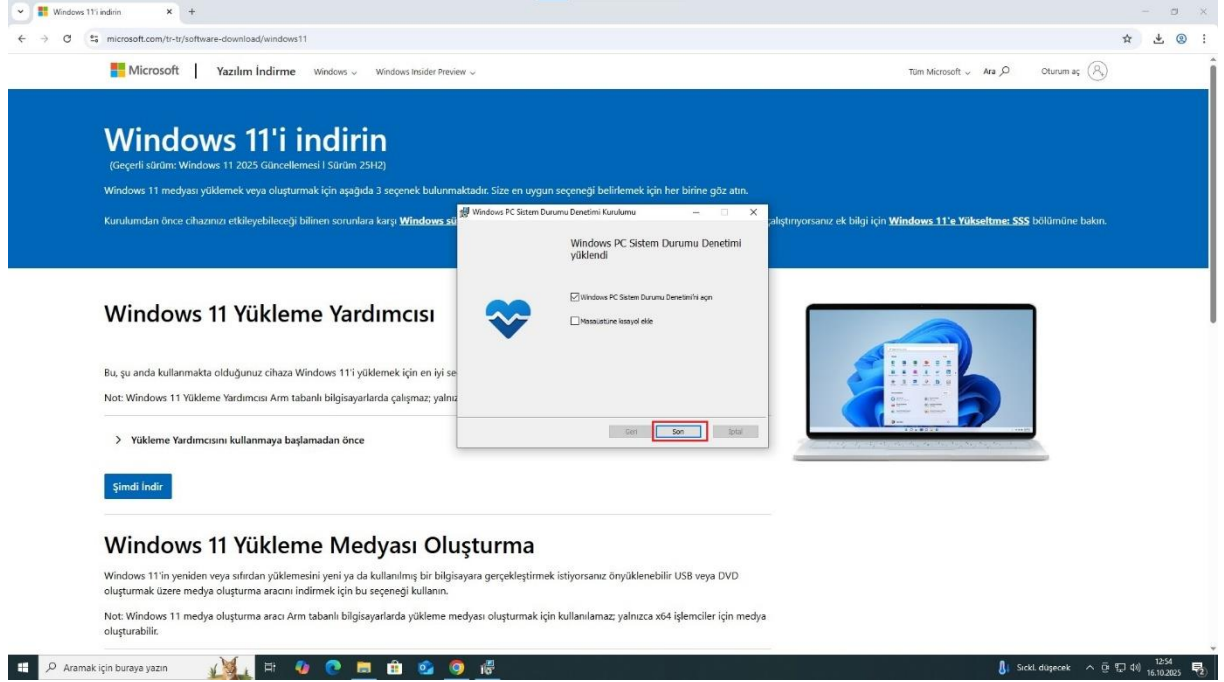 Windows 11'i indirin
microsoft.com/tr-tr/software-download/windows11
Microsoft Yazılım İndirme Windows Windows Insider Preview Tüm Microsoft Ara Oturum aç
Windows 11'i indirin
(Geçerli sürüm: Windows 11 2025 Güncellemesi l Sürüm 25H2)
Windows 11 medyası yüklemek veya oluşturmak için aşağıda 3 seçenek bulunmaktadır. Size en uygun seçeneği belirlemek için her birine göz atın.
Kurulumdan önce cihazınızı etkileyebileceği bilinen sorunlara karşı Windows sü
çalıştırıyorsanız ek bilgi için Windows 11'e Yükseltme: SSS bölümüne bakın.
Windows PC Sistem Durumu Denetimi Kurulumu
Windows PC Sistem Durumu Denetimi
yüklendi
Windows PC Sistem Durumu Denetimi'ni açın
Masaüstüne kısayol ekle
Geri Son İptal
Windows 11 Yükleme Yardımcısı
Bu, şu anda kullanmakta olduğunuz cihaza Windows 11'i yüklemek için en iyi se
Not: Windows 11 Yükleme Yardımcısı Arm tabanlı bilgisayarlarda çalışmaz; yalnız
Yükleme Yardımcısını kullanmaya başlamadan önce
Şimdi İndir
Windows 11 Yükleme Medyası Oluşturma
Windows 11'in yeniden veya sıfırdan yüklemesini yeni ya da kullanılmış bir bilgisayara gerçekleştirmek istiyorsanız önyüklenebilir USB veya DVD
oluşturmak üzere medya oluşturma aracını indirmek için bu seçeneği kullanın.
Not: Windows 11 medya oluşturma aracı Arm tabanlı bilgisayarlarda yükleme medyası oluşturmak için kullanılamaz; yalnızca x64 işlemciler için medya
oluşturabilir.
Aramak için buraya yazın
Sıckl. düşecek
12:54
16.10.2025